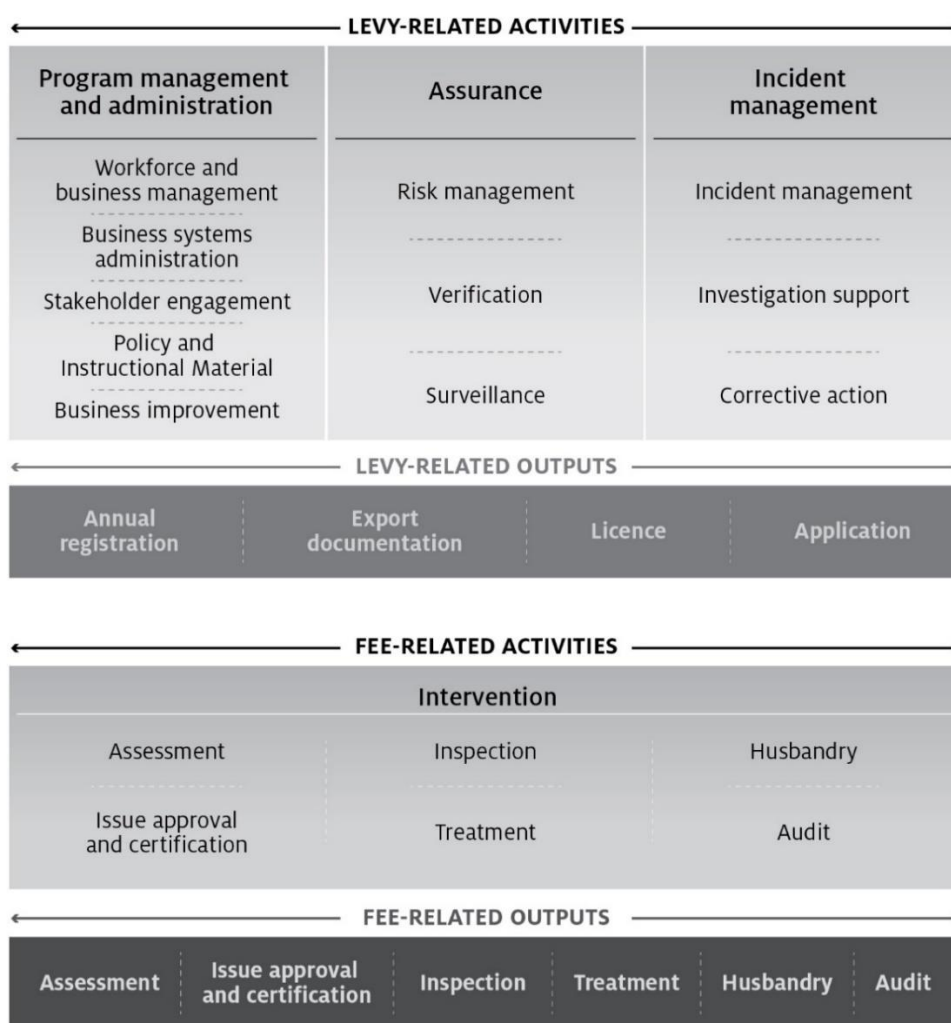 LEVY-RELATED ACTIVITIES
Program management
and administration
Workforce and
business management
Business systems
administration
Stakeholder engagement
Policy and
Instructional Material
Business improvement
Assurance
Risk management
Verification
Surveillance
Incident
management
Incident management
Investigation support
Corrective action
LEVY-RELATED OUTPUTS
Annual
registration
Export
documentation
Licence
Application
FEE-RELATED ACTIVITIES
Intervention
Assessment
Issue approval
and certification
Inspection
Treatment
Husbandry
Audit
FEE-RELATED OUTPUTS
Assessment
Issue approval
and certification
Inspection
Treatment
Husbandry
Audit